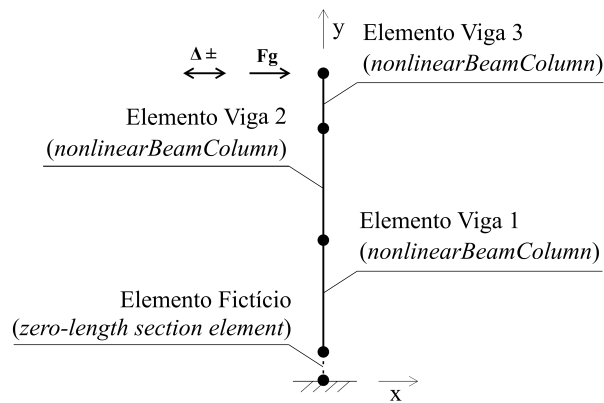 y
Elemento Viga 3
(nonlinearBeamColumn)
Δ ±
Fg
Elemento Viga 2
(nonlinearBeamColumn)
Elemento Viga 1
(nonlinearBeamColumn)
Elemento Fictício
(zero-length section element)
x